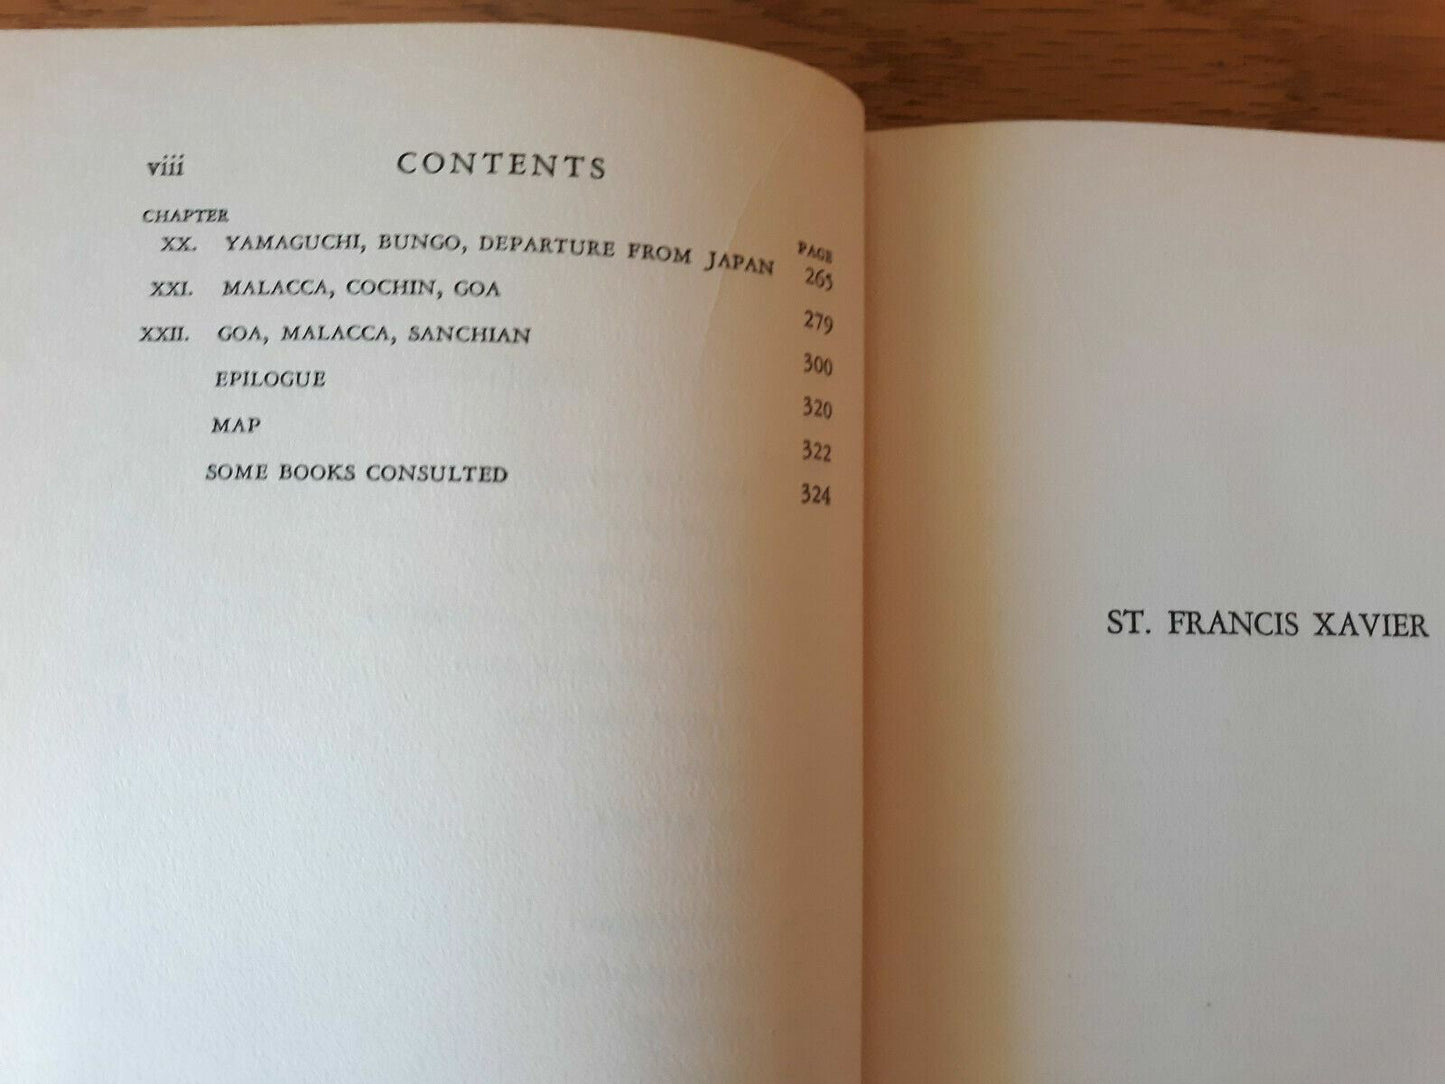 viii CONTENTS
CHAPTER PAGE
XX. YAMAGUCHI, BUNGO, DEPARTURE FROM JAPAN 265
XXI. MALACCA, COCHIN, GOA 279
XXII. GOA, MALACCA, SANCHIAN 300
EPILOGUE 320
MAP 322
SOME BOOKS CONSULTED 324
ST. FRANCIS XAVIER